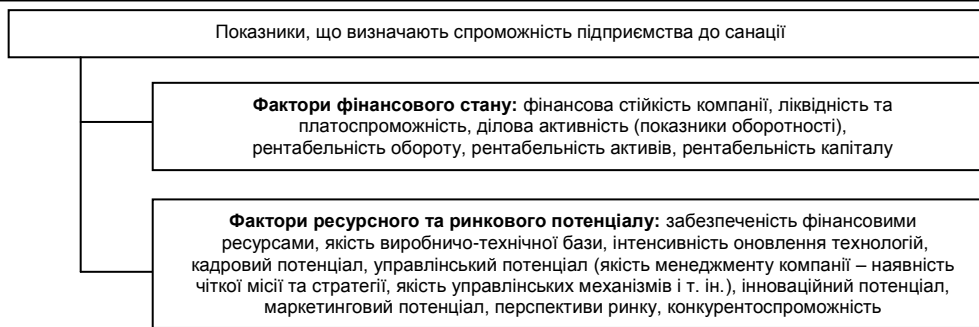 Показники, що визначають спроможність підприємства до санації
Фактори фінансового стану: фінансова стійкість компанії, ліквідність та
платоспроможність, ділова активність (показники оборотності),
рентабельність обороту, рентабельність активів, рентабельність капіталу
Фактори ресурсного та ринкового потенціалу: забезпеченість фінансовими
ресурсами, якість виробничо-технічної бази, інтенсивність оновлення технологій,
кадровий потенціал, управлінський потенціал (якість менеджменту компанії – наявність
чіткої місії та стратегії, якість управлінських механізмів і т. ін.), інноваційний потенціал,
маркетинговий потенціал, перспективи ринку, конкурентоспроможність